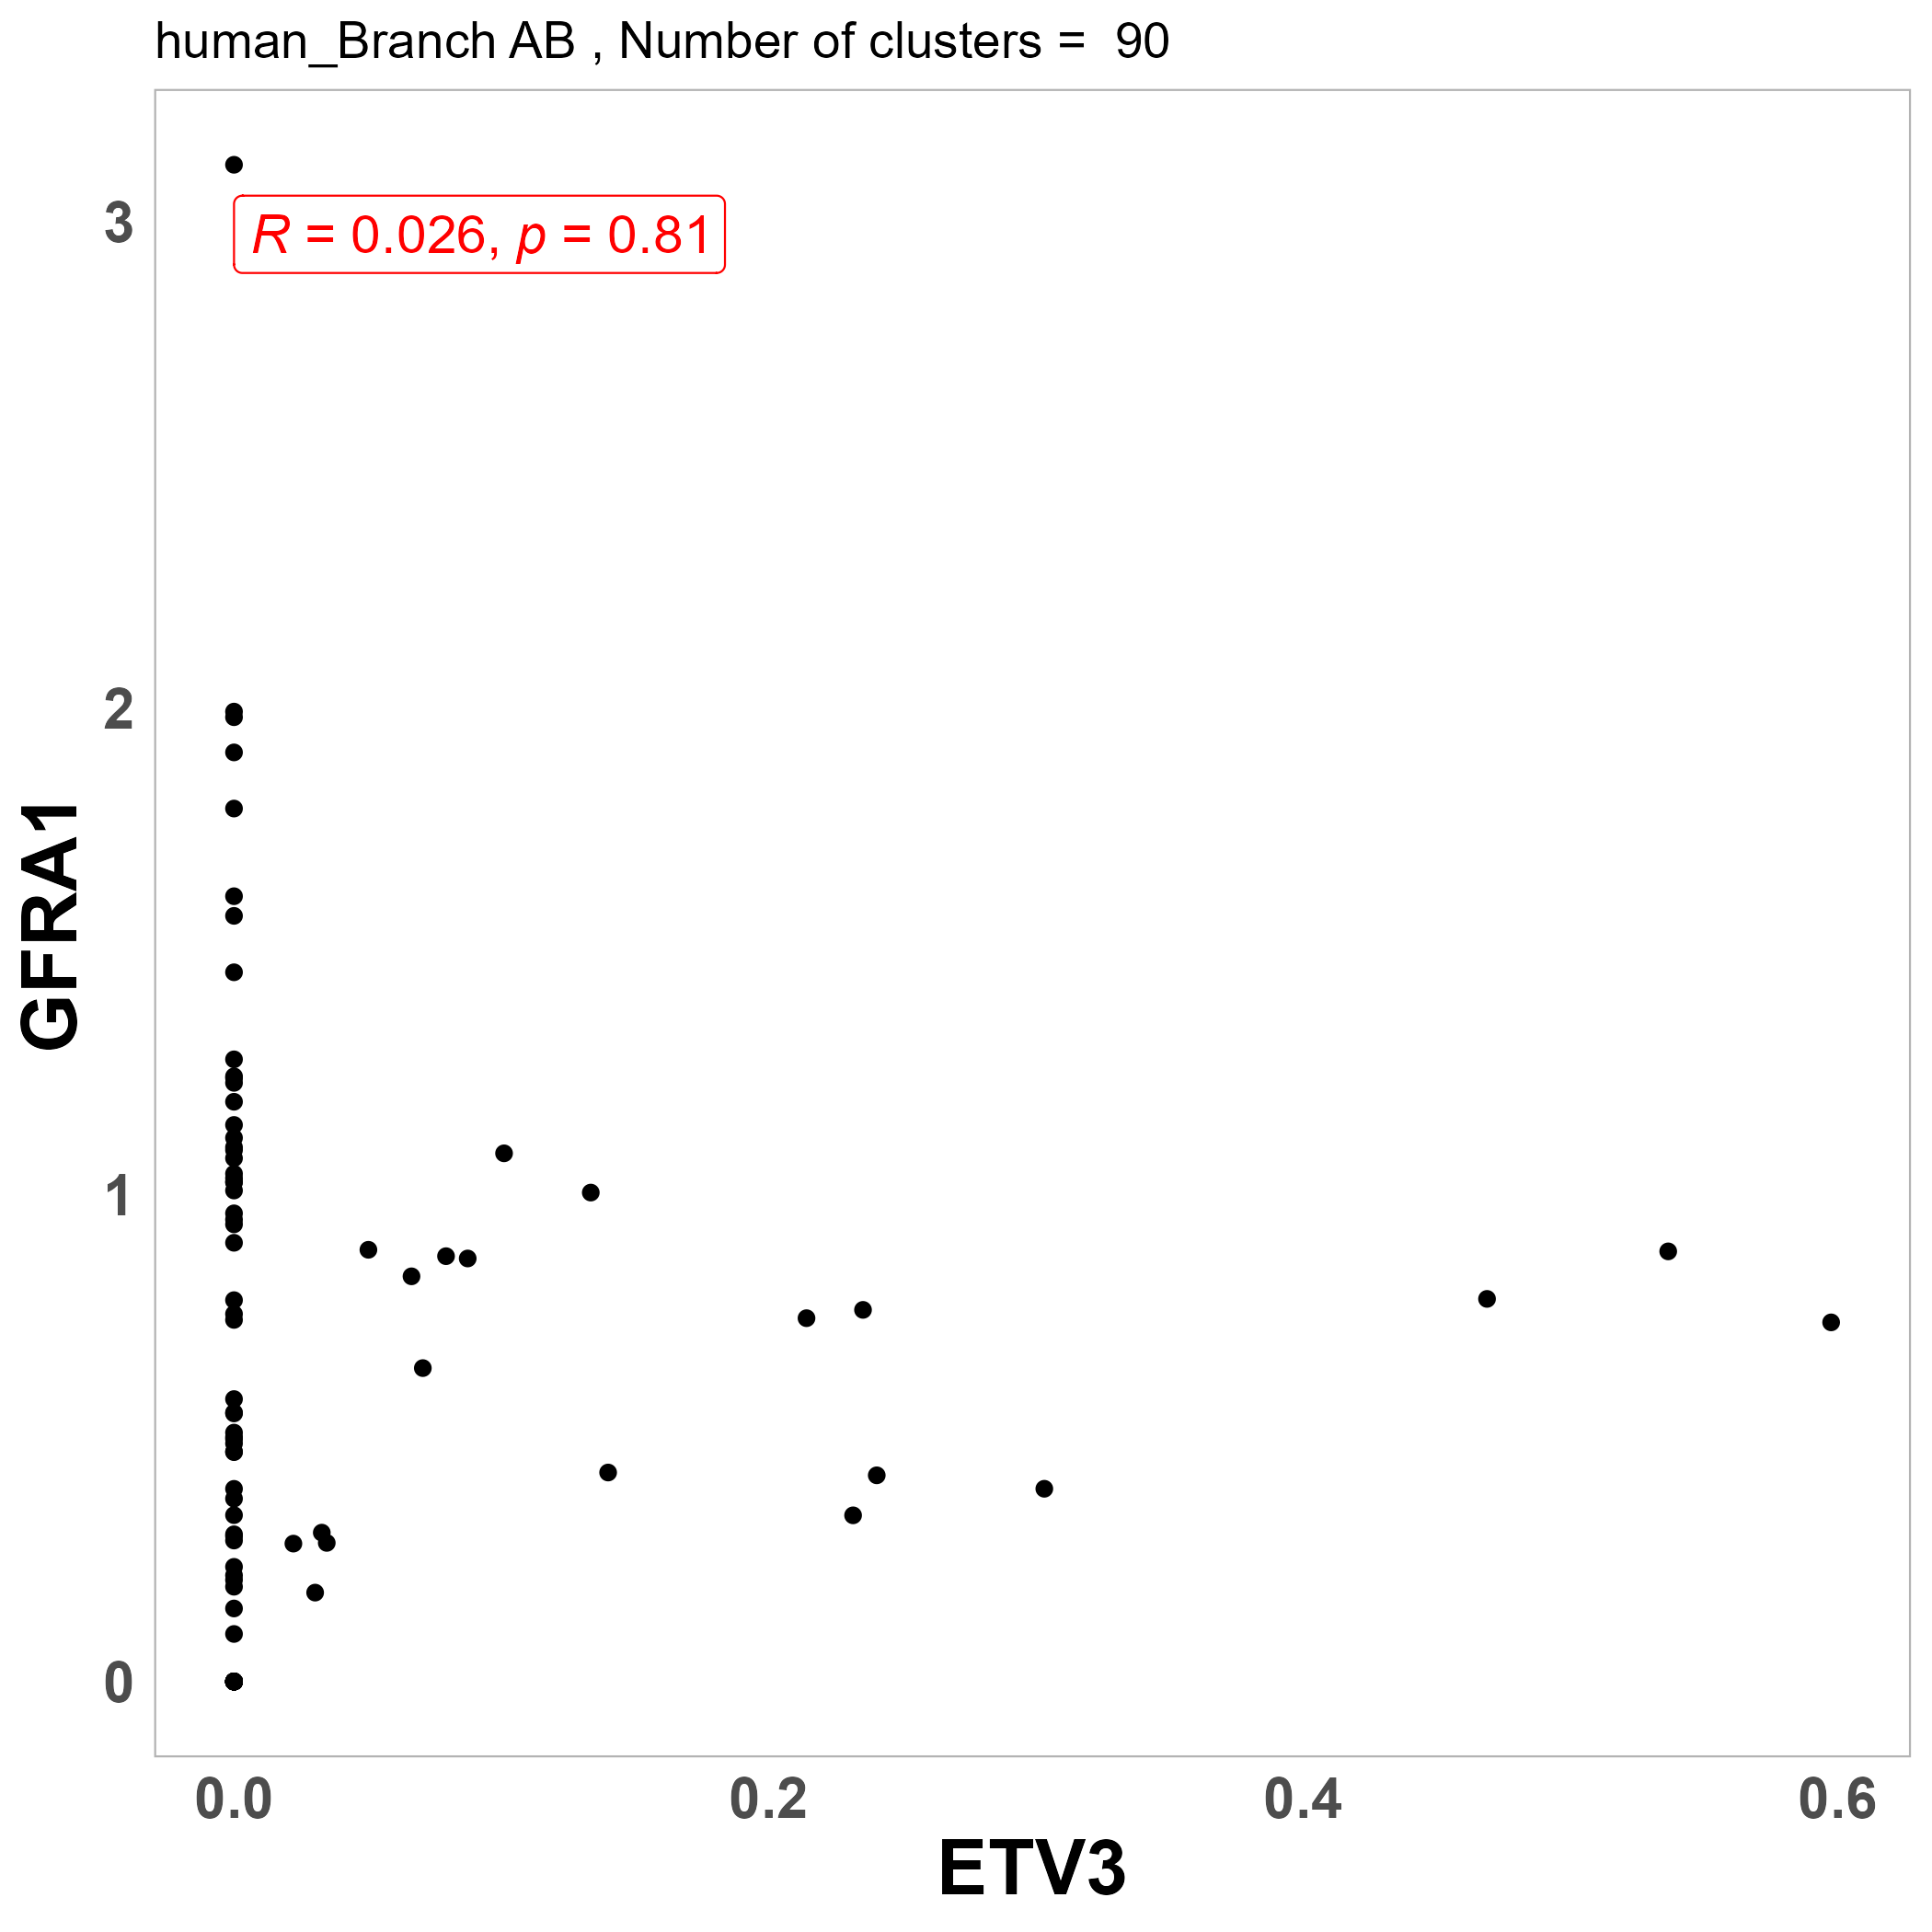 human_Branch AB , Number of clusters =  90
R = 0.026, p = 0.81
3
2
1
0
GFRA1
0.0 0.2 0.4 0.6
ETV3